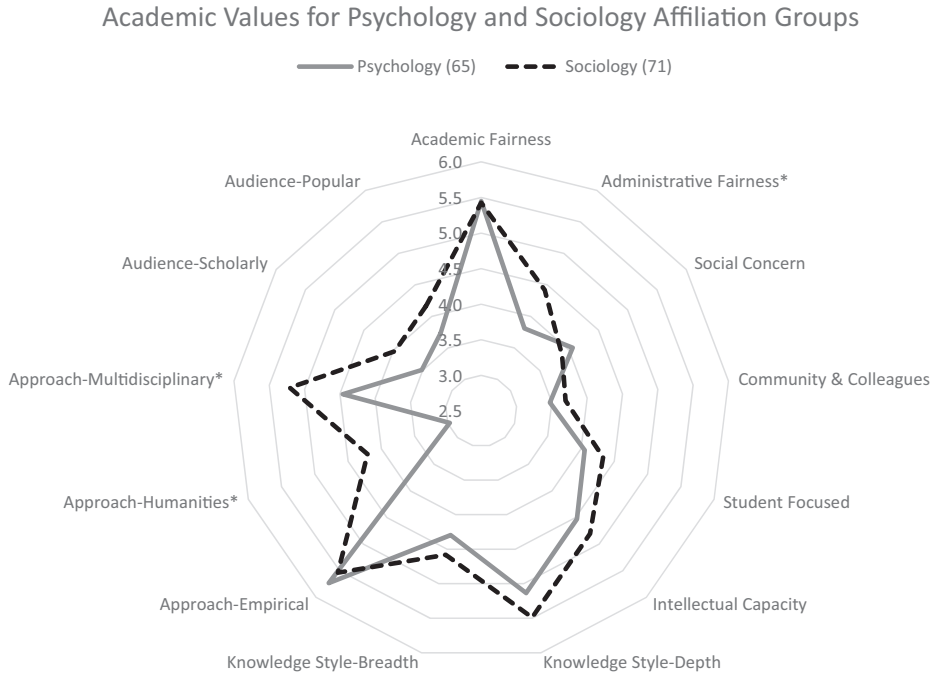 Academic Values for Psychology and Sociology Affiliation Groups
Psychology (65) Sociology (71)
Academic Fairness
6.0
Audience-Popular Administrative Fairness*
5.5
5.0
Audience-Scholarly Social Concern
4.5
4.0
3.5
Approach-Multidisciplinary* Community & Colleagues
3.0
2.5
Approach-Humanities* Student Focused
Approach-Empirical Intellectual Capacity
Knowledge Style-Breadth Knowledge Style-Depth